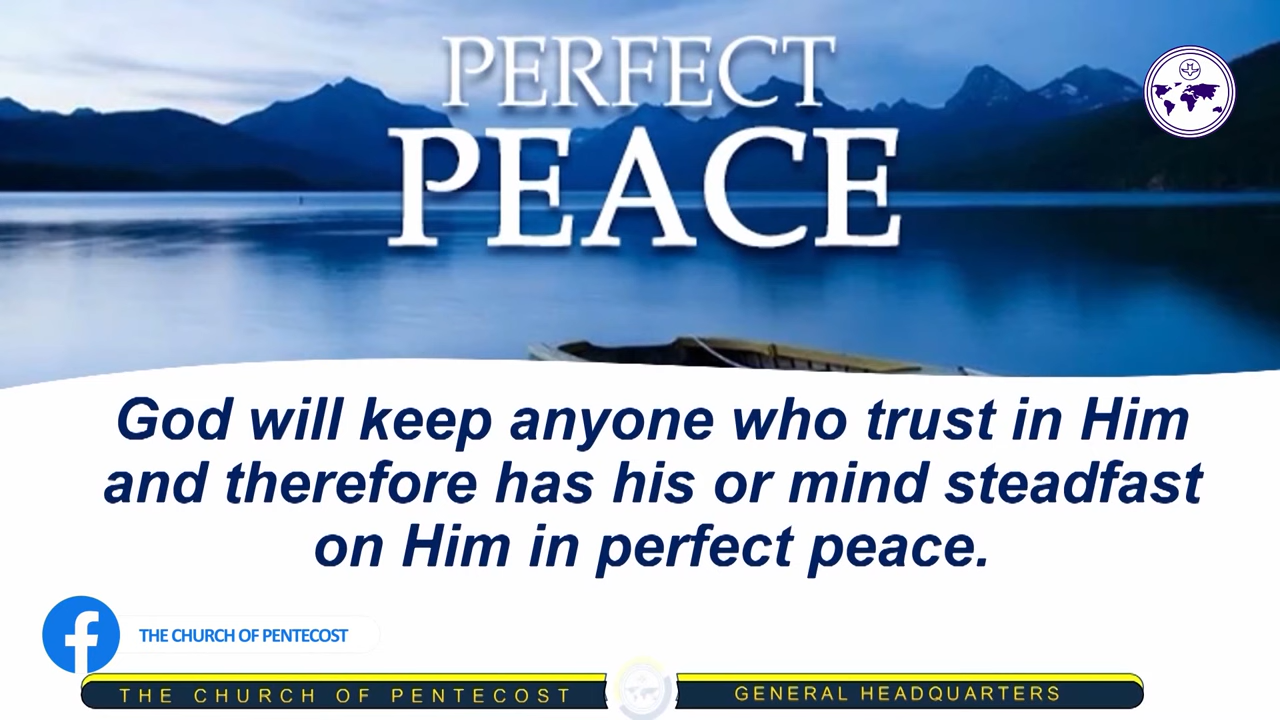 PERFECT
PEACE
God will keep anyone who trust in Him
and therefore has his or mind steadfast
on Him in perfect peace.
THE CHURCH OF PENTECOST
THE CHURCH OF PENTECOST
GENERAL HEADQUARTERS